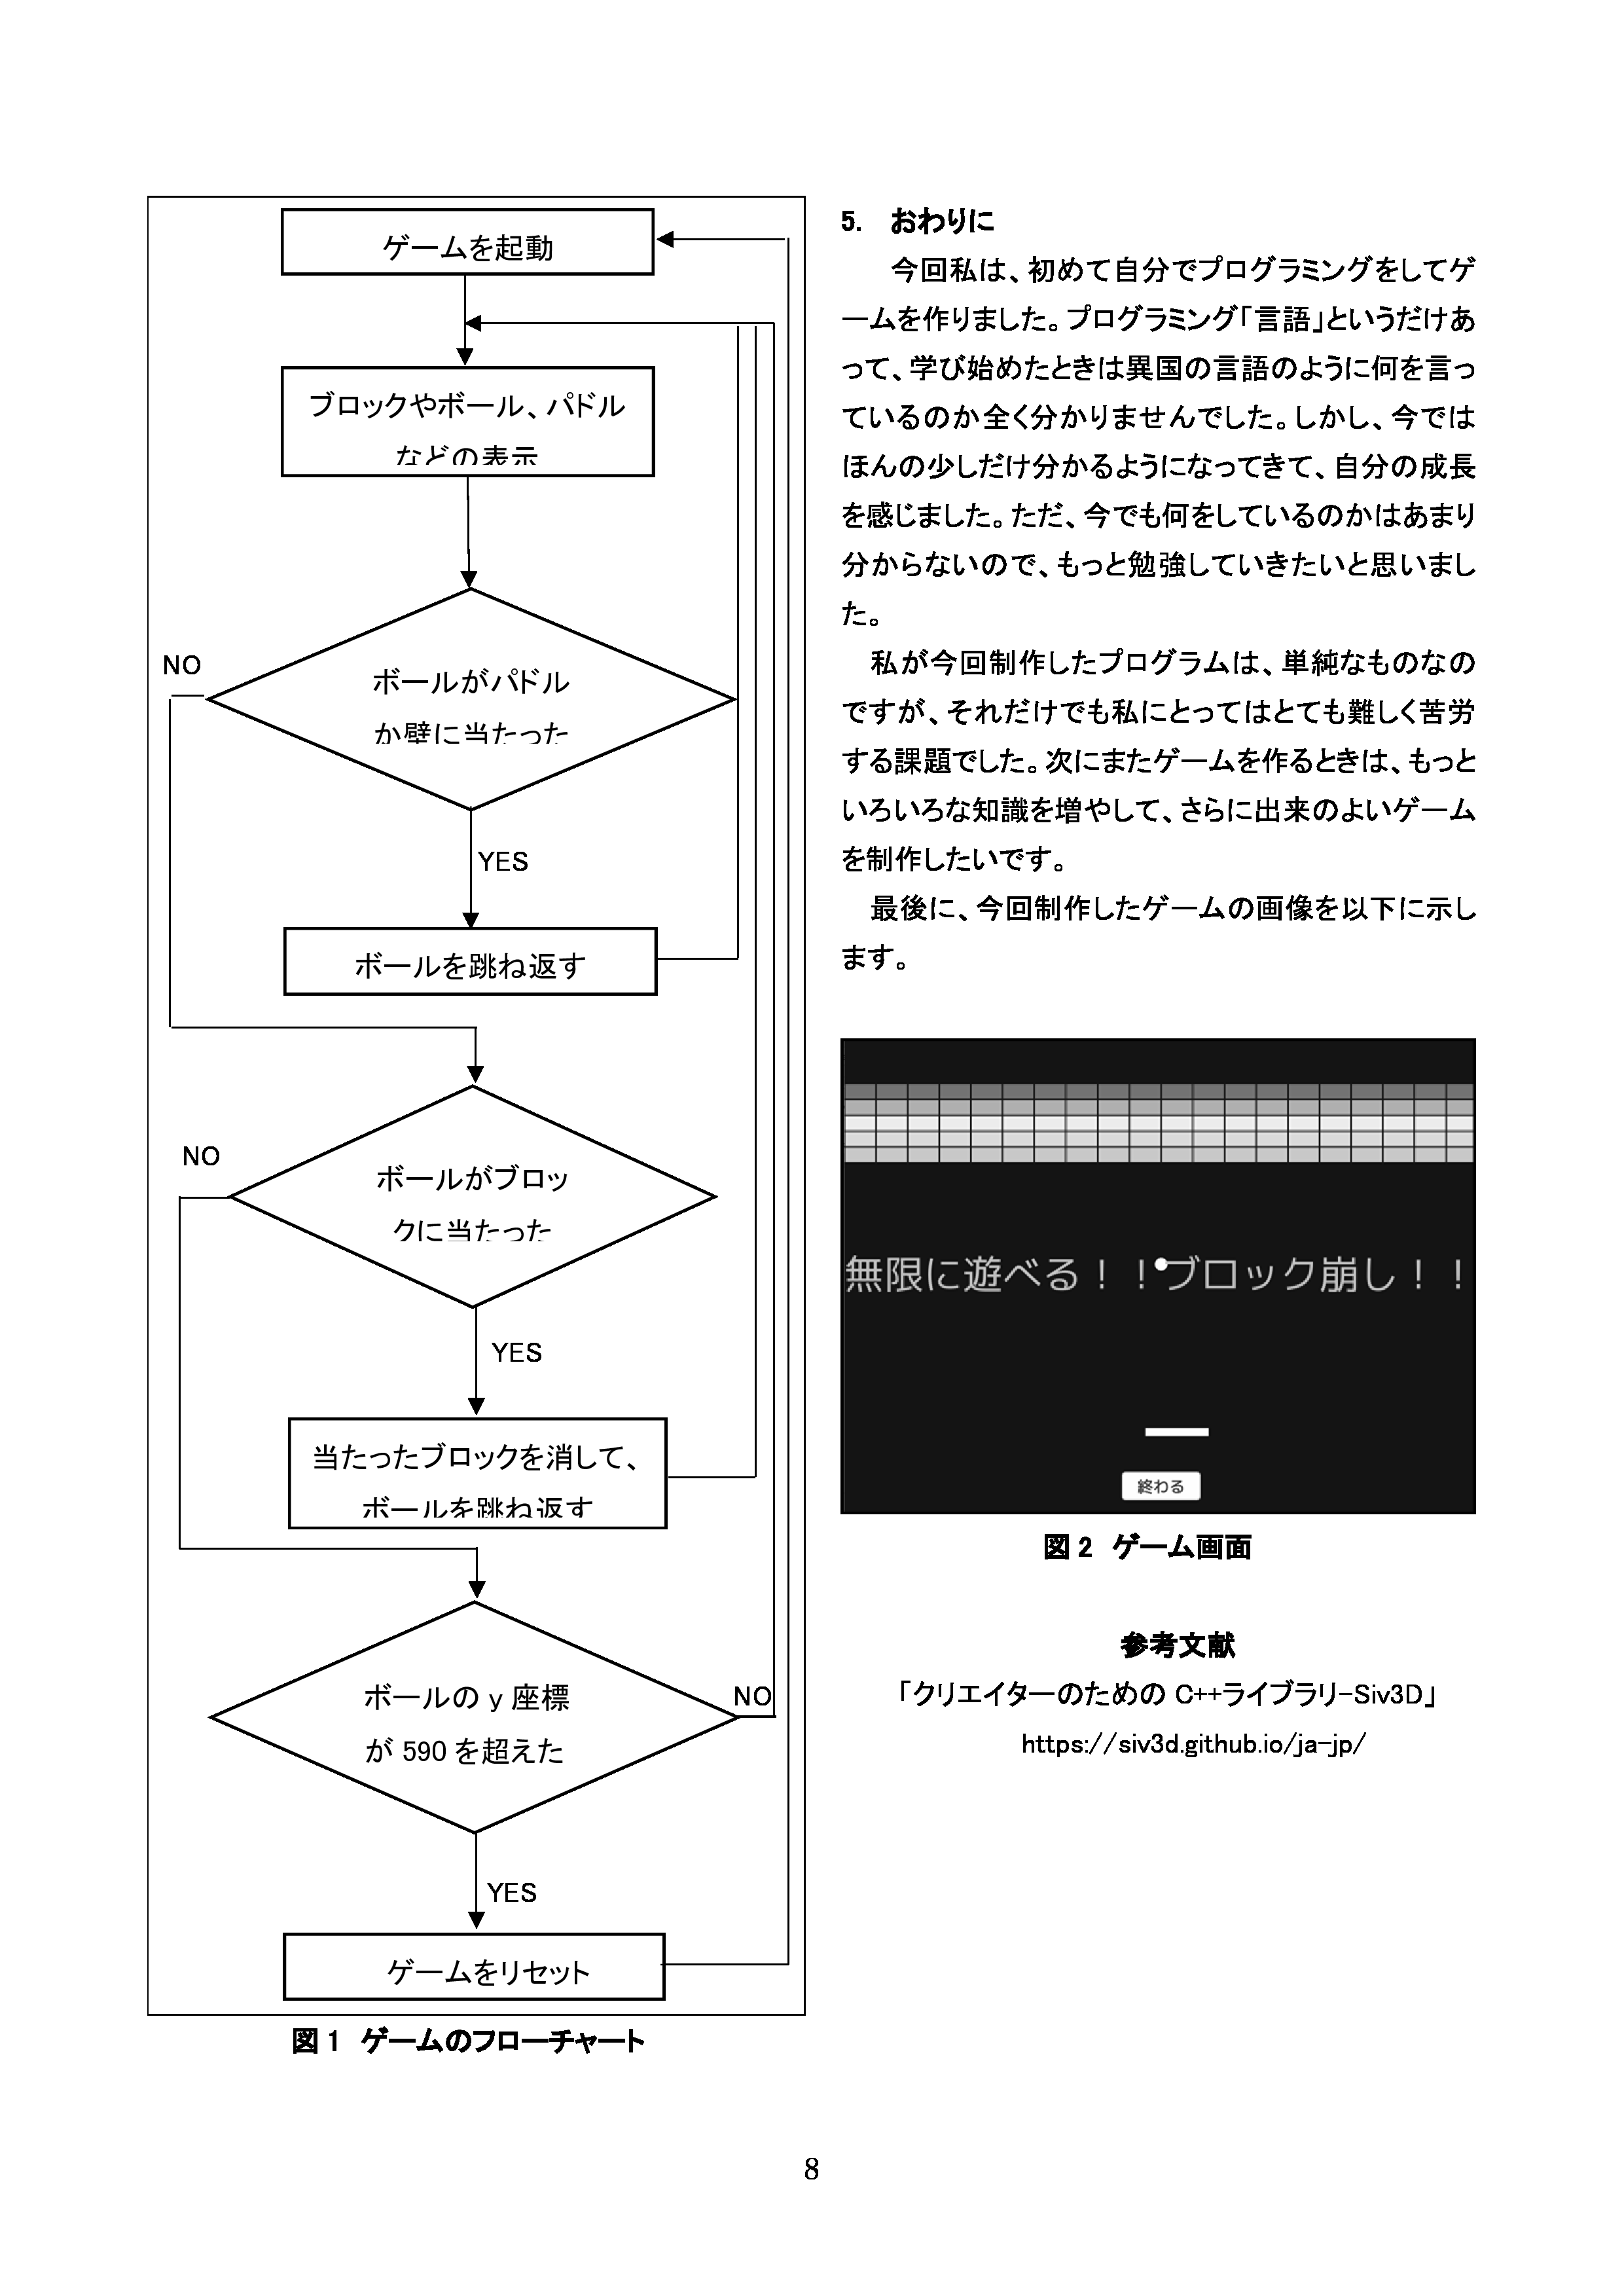 ゲームを起動
ブロックやボール、パドル
などの表示
ボールがパドル
か壁に当たった
NO
YES
ボールを跳ね返す
ボールがブロッ
クに当たった
NO
YES
当たったブロックを消して、
ボールを跳ね返す
ボールの y 座標
が 590 を超えた
NO
YES
ゲームをリセット
図 1 ゲームのフローチャート
5. おわりに
今回私は、初めて自分でプログラミングをしてゲ
ームを作りました。プログラミング「言語」というだけあ
って、学び始めたときは異国の言語のように何を言っ
ているのか全く分かりませんでした。しかし、今では
ほんの少しだけ分かるようになってきて、自分の成長
を感じました。ただ、今でも何をしているのかはあまり
分からないので、もっと勉強していきたいと思いまし
た。
私が今回制作したプログラムは、単純なものなの
ですが、それだけでも私にとってはとても難しく苦労
する課題でした。次にまたゲームを作るときは、もっと
いろいろな知識を増やして、さらに出来のよいゲーム
を制作したいです。
最後に、今回制作したゲームの画像を以下に示し
ます。
無限に遊べる！！ブロック崩し！！
終わる
図 2 ゲーム画面
参考文献
「クリエイターのための C++ライブラリ-Siv3D」
https://siv3d.github.io/ja-jp/
8